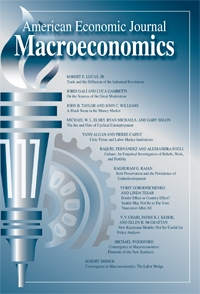 American Economic Journal
Macroeconomics
ROBERT E. LUCAS, JR.
Trade and the Diffusion of the Industrial Revolution
JORDI GALÍ AND LUCA GAMBETTI
On the Sources of the Great Moderation
JOHN B. TAYLOR AND JOHN C. WILLIAMS
A Black Swan in the Money Market
MICHAEL W. L. ELSBY, RYAN MICHAELS, AND GARY SOLON
The Ins and Outs of Cyclical Unemployment
YANN ALGAN AND PIERRE CAHUC
Civic Virtue and Labor Market Institutions
RAQUEL FERNÁNDEZ AND ALESSANDRA FOGLI
Culture: An Empirical Investigation of Beliefs, Work,
and Fertility
RAGHURAM G. RAJAN
Rent Preservation and the Persistence of
Underdevelopment
YURIY GORODNICHENKO
AND LINDA TESAR
Border Effect or Country Effect?
Seattle May Not Be so Far from
Vancouver After All
V. V. CHARI, PATRICK J. KEHOE,
AND ELLEN R. McGRATTAN
New Keynesian Models: Not Yet Useful for
Policy Analysis
MICHAEL WOODFORD
Convergence in Macroeconomics:
Elements of the New Synthesis
ROBERT SHIMER
Convergence in Macroeconomics: The Labor Wedge